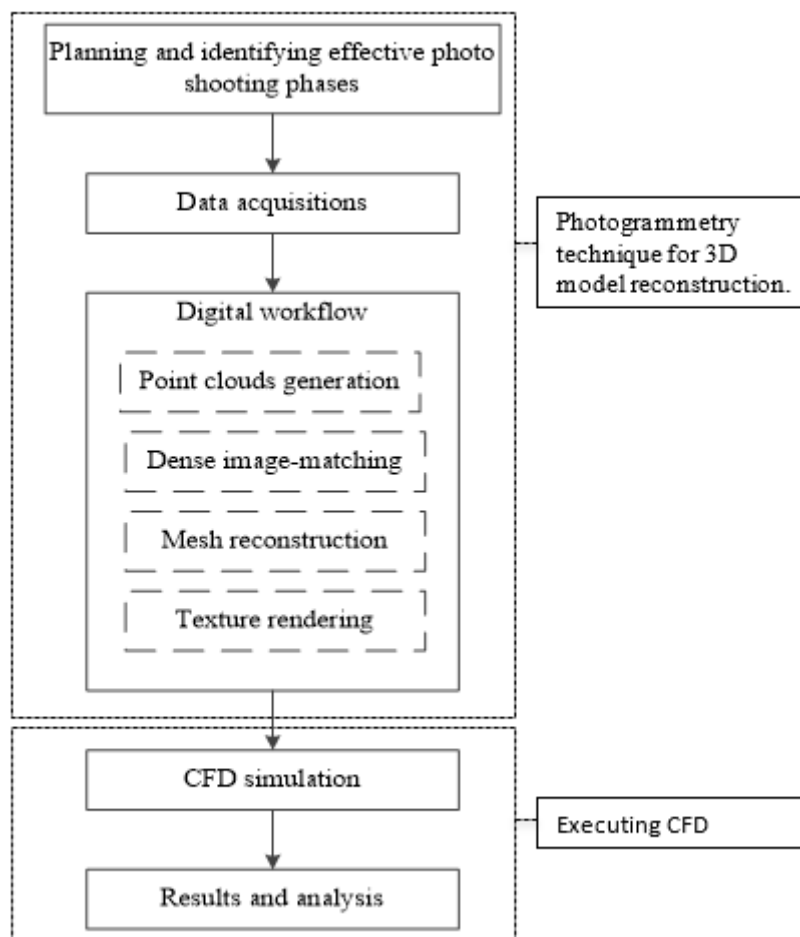 Planning and identifying effective photo
shooting phases
Data acquisitions
Photogrammetry
technique for 3D
model reconstruction.
Digital workflow
Point clouds generation
Dense image-matching
Mesh reconstruction
Texture rendering
CFD simulation
Executing CFD
Results and analysis